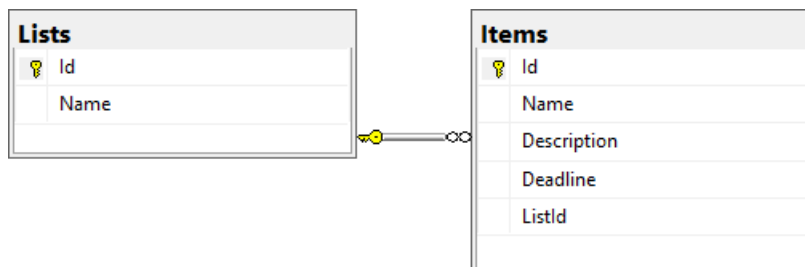 Lists
Id
Name
Items
Id
Name
Description
Deadline
ListId